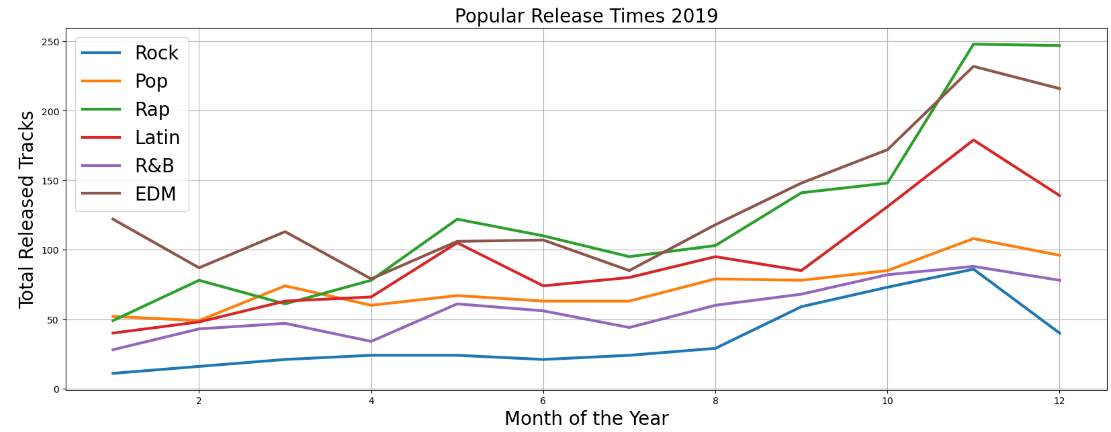 Popular Release Times 2019
Total Released Tracks
250
200
150
100
50
0
Rock
Pop
Rap
Latin
R&B
EDM
2 4 6 8 10 12
Month of the Year